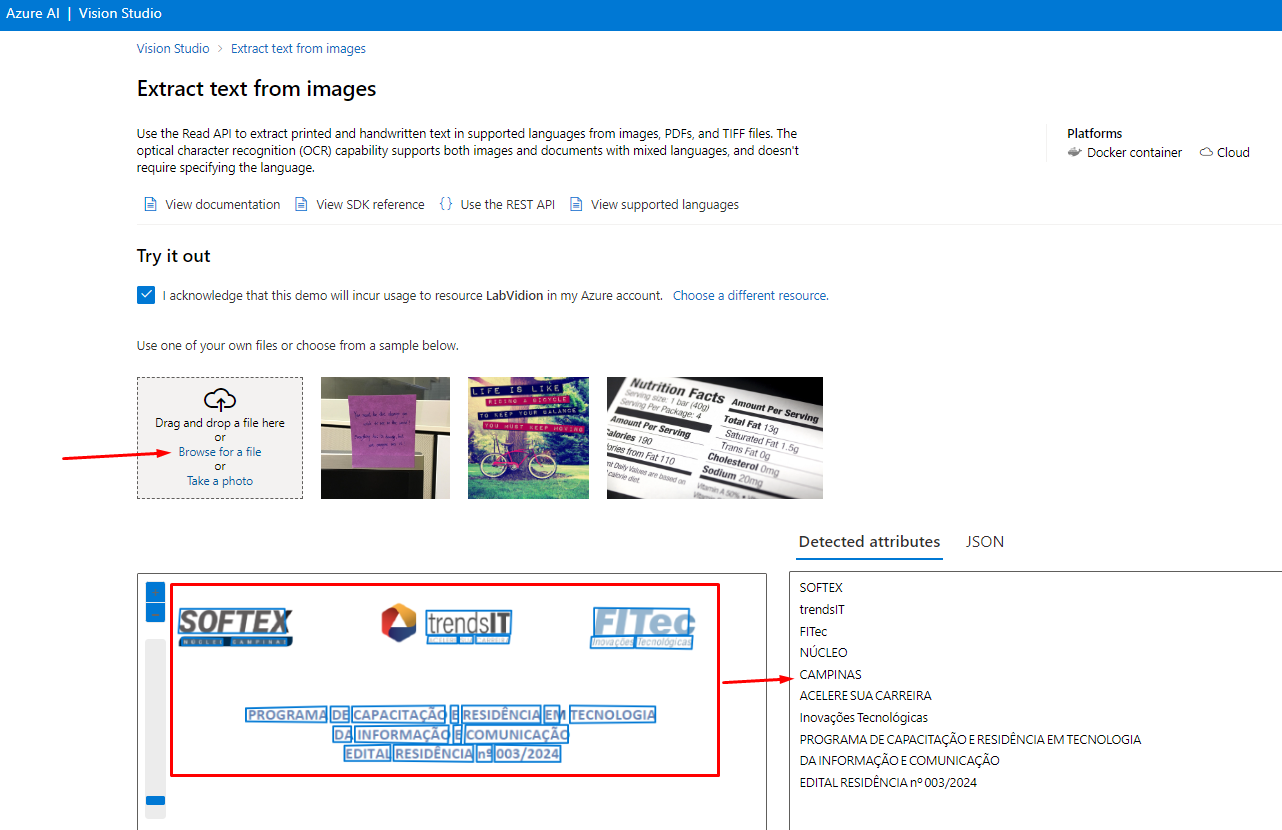 Azure AI | Vision Studio
Vision Studio > Extract text from images
Extract text from images
Use the Read API to extract printed and handwritten text in supported languages from images, PDFs, and TIFF files. The
optical character recognition (OCR) capability supports both images and documents with mixed languages, and doesn't
require specifying the language.
Platforms
Docker container Cloud
View documentation View SDK reference {} Use the REST API View supported languages
Try it out
I acknowledge that this demo will incur usage to resource LabVidion in my Azure account. Choose a different resource.
Use one of your own files or choose from a sample below.
Drag and drop a file here
or
Browse for a file
or
Take a photo
LIFE IS LIKE
RIDING A BICYCLE
TO KEEP YOUR BALANCE
YOU MUST KEEP MOVING
Nutrition Facts
Serving size: 1 bar (40g)
Serving Per Package: 4
Amount Per Serving
Calories 190
ories from Fat 110
nt Daily Values are based on
calorie diet.
Amount Per Serving
Total Fat 13g
Saturated Fat 1.5g
Trans Fat 0g
Cholesterol 0mg
Sodium 20mg
Vitamin A 50%
Detected attributes JSON
SOFTEX
NÚCLEO CAMPINAS
trendsIT
ACELERE SUA CARREIRA
FITec
Inovações Tecnológicas
PROGRAMA DE CAPACITAÇÃO E RESIDÊNCIA EM TECNOLOGIA
DA INFORMAÇÃO E COMUNICAÇÃO
EDITAL RESIDÊNCIA nº 003/2024
SOFTEX
trendsIT
FITec
NÚCLEO
CAMPINAS
ACELERE SUA CARREIRA
Inovações Tecnológicas
PROGRAMA DE CAPACITAÇÃO E RESIDÊNCIA EM TECNOLOGIA
DA INFORMAÇÃO E COMUNICAÇÃO
EDITAL RESIDÊNCIA nº 003/2024